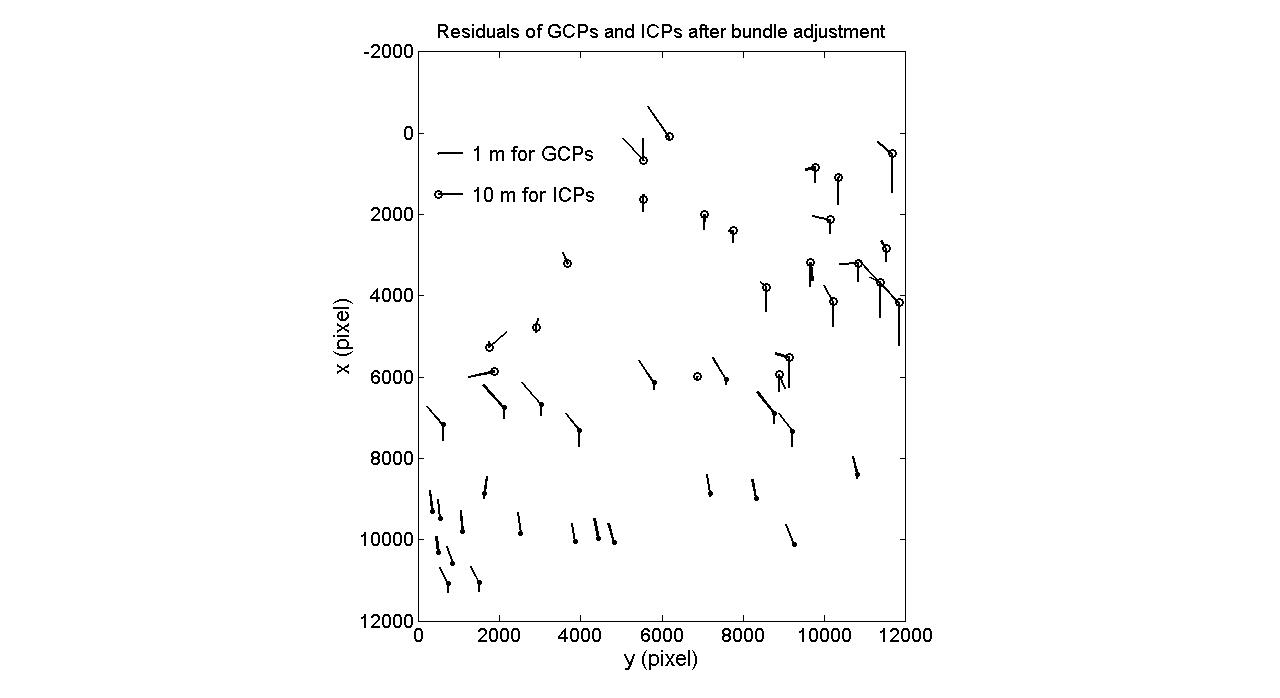 Residuals of GCPs and ICPs after bundle adjustment
-2000
0
1 m for GCPs
10 m for ICPs
2000
4000
x (pixel)
6000
8000
10000
12000
0 2000 4000 6000 8000 10000 12000
y (pixel)